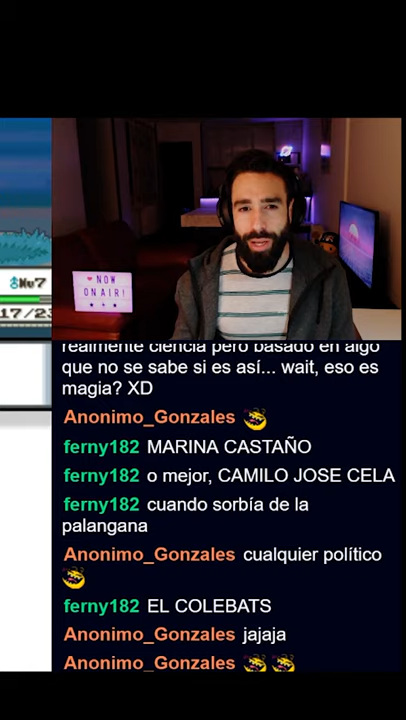 Nv7
17/23
NOW
ON AIR!
realmente ciencia pero basado en algo
que no se sabe si es así... wait, eso es
magia? XD
Anonimo_Gonzales
ferny182 MARINA CASTAÑO
ferny182 o mejor, CAMILO JOSE CELA
ferny182 cuando sorbía de la
palangana
Anonimo_Gonzales cualquier político
ferny182 EL COLEBATS
Anonimo_Gonzales jajaja
Anonimo_Gonzales